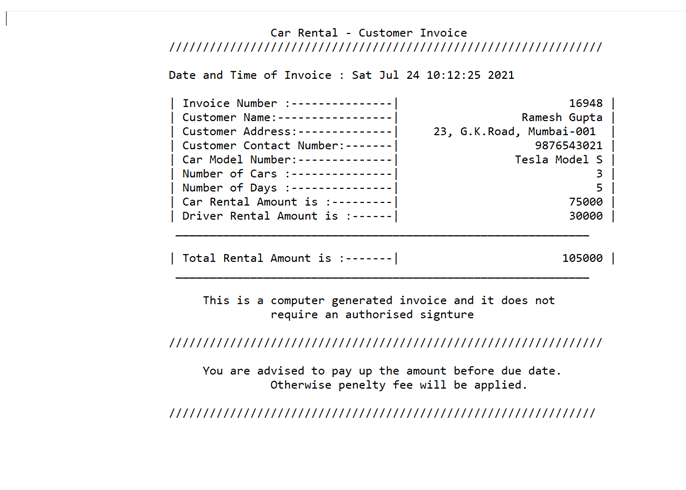 Car Rental - Customer Invoice
////////////////////////////////////////////////////////////////
Date and Time of Invoice : Sat Jul 24 10:12:25 2021
| Invoice Number :---------------| 16948 |
| Customer Name:-----------------| Ramesh Gupta |
| Customer Address:--------------| 23, G.K.Road, Mumbai-001 |
| Customer Contact Number:-------| 9876543021 |
| Car Model Number:--------------| Tesla Model S |
| Number of Cars :---------------| 3 |
| Number of Days :---------------| 5 |
| Car Rental Amount is :---------| 75000 |
| Driver Rental Amount is :------| 30000 |
_____________________________________________________________
| Total Rental Amount is :-------| 105000 |
_____________________________________________________________
This is a computer generated invoice and it does not
require an authorised signture
////////////////////////////////////////////////////////////////
You are advised to pay up the amount before due date.
Otherwise penelty fee will be applied.
///////////////////////////////////////////////////////////////